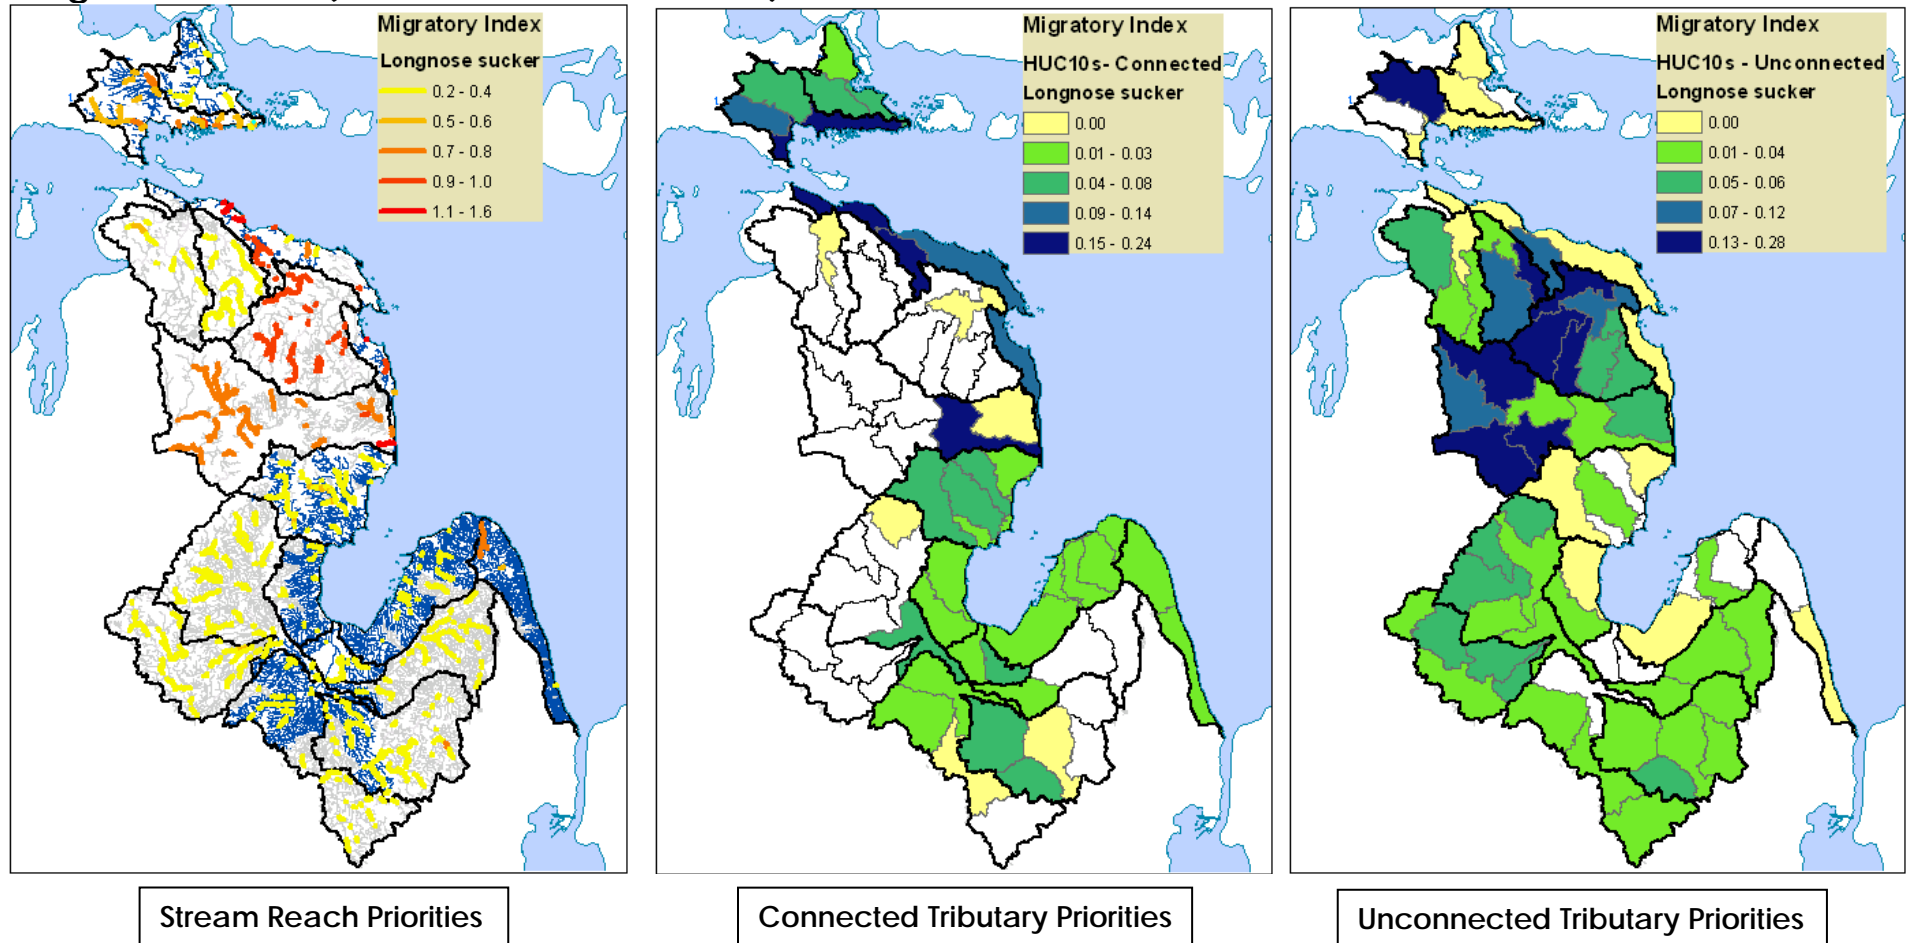 Migratory Index
Longnose sucker
0.2 - 0.4
0.5 - 0.6
0.7 - 0.8
0.9 - 1.0
1.1 - 1.6
Migratory Index
HUC10s- Connected
Longnose sucker
0.00
0.01 - 0.03
0.04 - 0.08
0.09 - 0.14
0.15 - 0.24
Migratory Index
HUC10s - Unconnected
Longnose sucker
0.00
0.01 - 0.04
0.05 - 0.06
0.07 - 0.12
0.13 - 0.28
Stream Reach Priorities
Connected Tributary Priorities
Unconnected Tributary Priorities